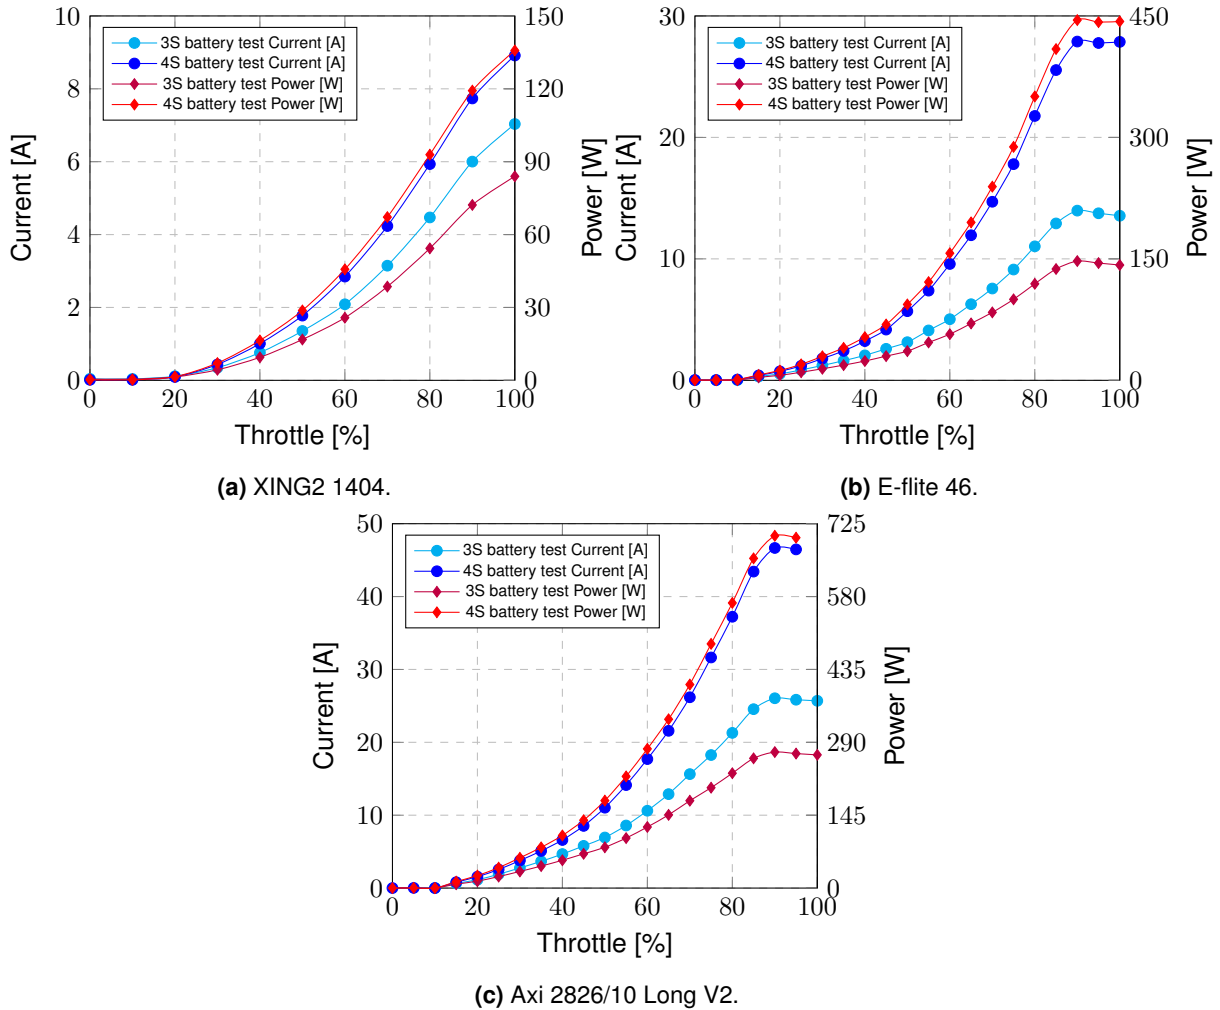 10
8
6
4
2
0
Current [A]
150
120
90
60
30
0
Power [W]
3S battery test Current [A]
4S battery test Current [A]
3S battery test Power [W]
4S battery test Power [W]
0 20 40 60 80 100
Throttle [%]
(a) XING2 1404.
30
20
10
0
Current [A]
450
300
150
0
Power [W]
3S battery test Current [A]
4S battery test Current [A]
3S battery test Power [W]
4S battery test Power [W]
0 20 40 60 80 100
Throttle [%]
(b) E-flite 46.
50
40
30
20
10
0
Current [A]
725
580
435
290
145
0
Power [W]
3S battery test Current [A]
4S battery test Current [A]
3S battery test Power [W]
4S battery test Power [W]
0 20 40 60 80 100
Throttle [%]
(c) Axi 2826/10 Long V2.